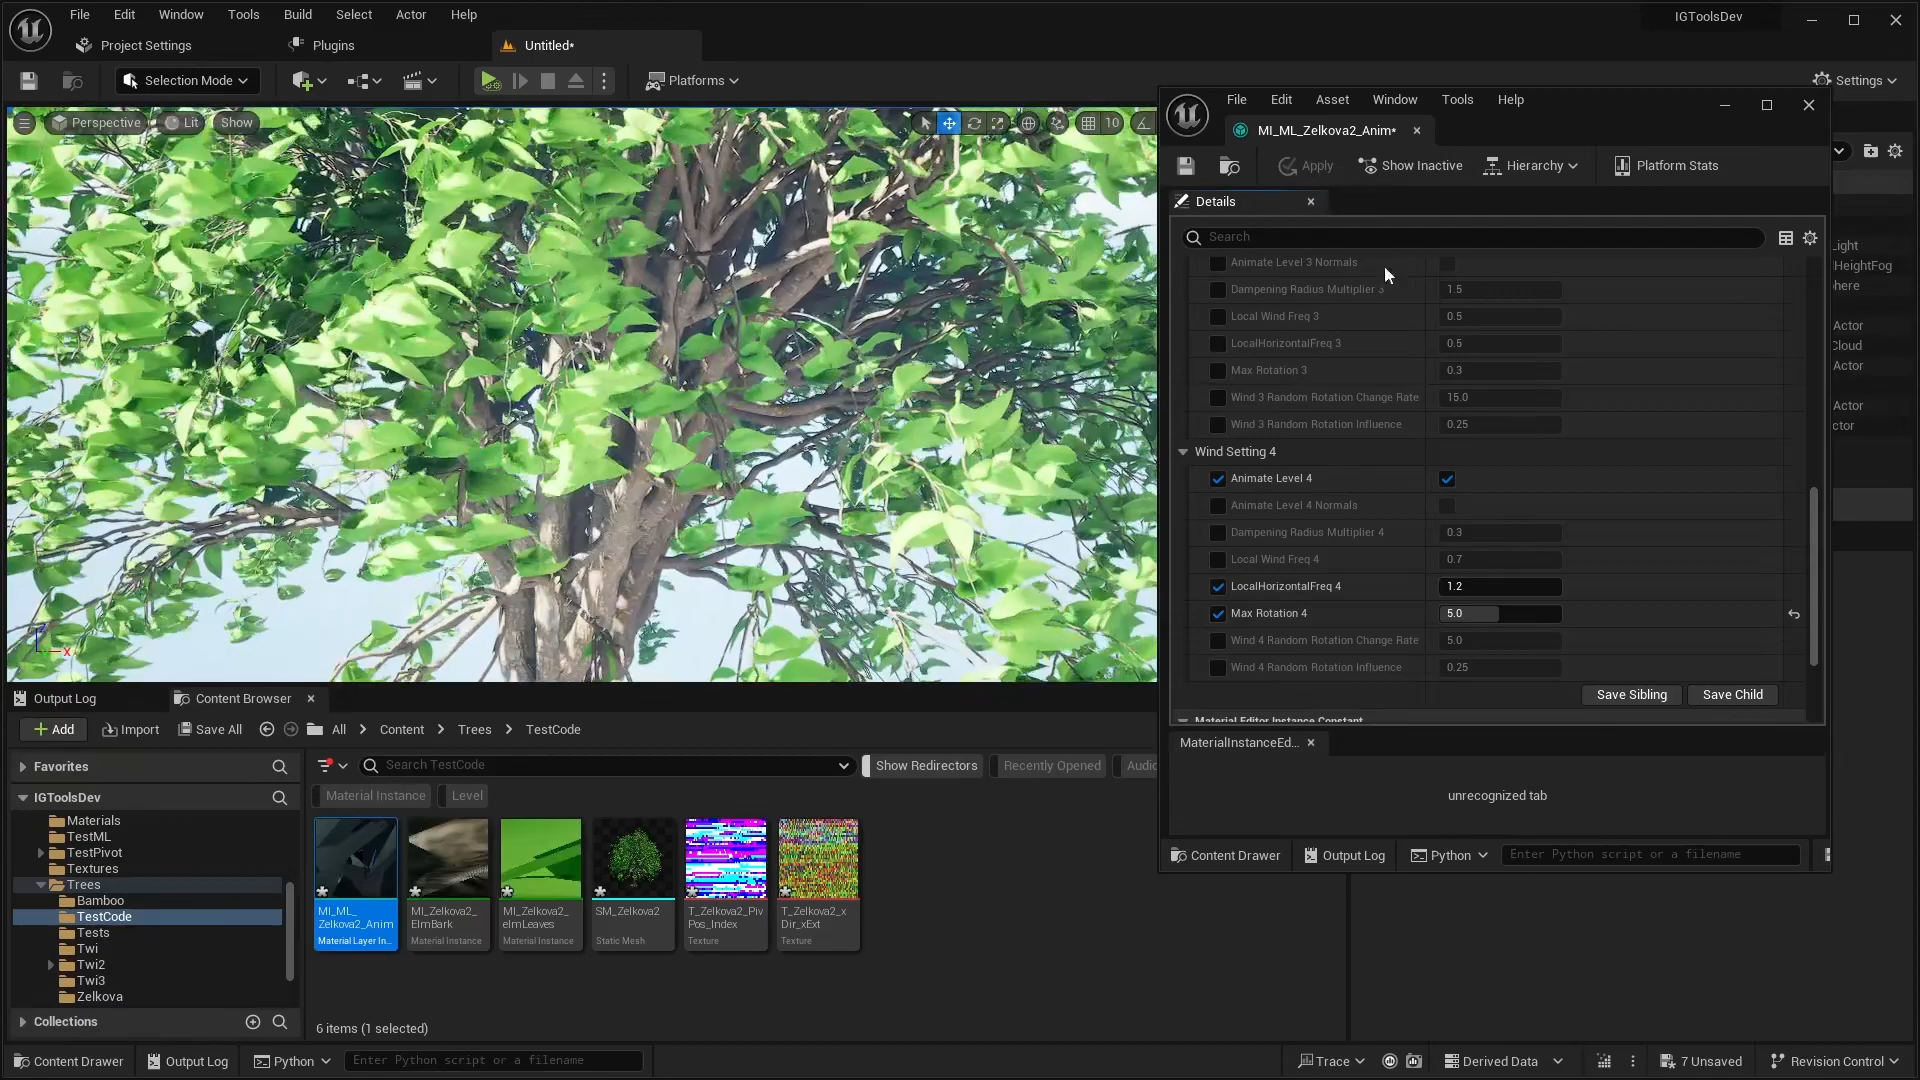 File Edit Window Tools Build Select Actor Help
IGToolsDev
Project Settings
Plugins
Untitled*
Selection Mode
Platforms
Settings
Perspective
Lit
Show
10
File Edit Asset Window Tools Help
MI_ML_Zelkova2_Anim*
Apply
Show Inactive
Hierarchy
Platform Stats
Details
Search
Animate Level 3 Normals
Dampening Radius Multiplier 3 1.5
Local Wind Freq 3 0.5
LocalHorizontalFreq 3 0.5
Max Rotation 3 0.3
Wind 3 Random Rotation Change Rate 15.0
Wind 3 Random Rotation Influence 0.25
Wind Setting 4
Animate Level 4
Animate Level 4 Normals
Dampening Radius Multiplier 4 0.3
Local Wind Freq 4 0.7
LocalHorizontalFreq 4 1.2
Max Rotation 4 5.0
Wind 4 Random Rotation Change Rate 5.0
Wind 4 Random Rotation Influence 0.25
Save Sibling
Save Child
Material Editor Instance Constant
MaterialInstanceEd...
unrecognized tab
Content Drawer
Output Log
Python
Enter Python script or a filename
Light
HeightFog
here
Actor
Cloud
Actor
Actor
ctor
X
Output Log
Content Browser
Add
Import
Save All
All
Content
Trees
TestCode
Favorites
IGToolsDev
Materials
TestML
TestPivot
Textures
Trees
Bamboo
TestCode
Tests
Twi
Twi2
Twi3
Zelkova
Collections
Search TestCode
Show Redirectors
Recently Opened
Audio
Material Instance
Level
MI_ML_
Zelkova2_Anim
Material Layer In...
MI_Zelkova2_
ElmBark
Material Instance
MI_Zelkova2_
elmLeaves
Material Instance
SM_Zelkova2
Static Mesh
T_Zelkova2_Piv
Pos_Index
Texture
T_Zelkova2_x
Dir_xExt
Texture
6 items (1 selected)
Content Drawer
Output Log
Python
Enter Python script or a filename
Trace
Derived Data
7 Unsaved
Revision Control